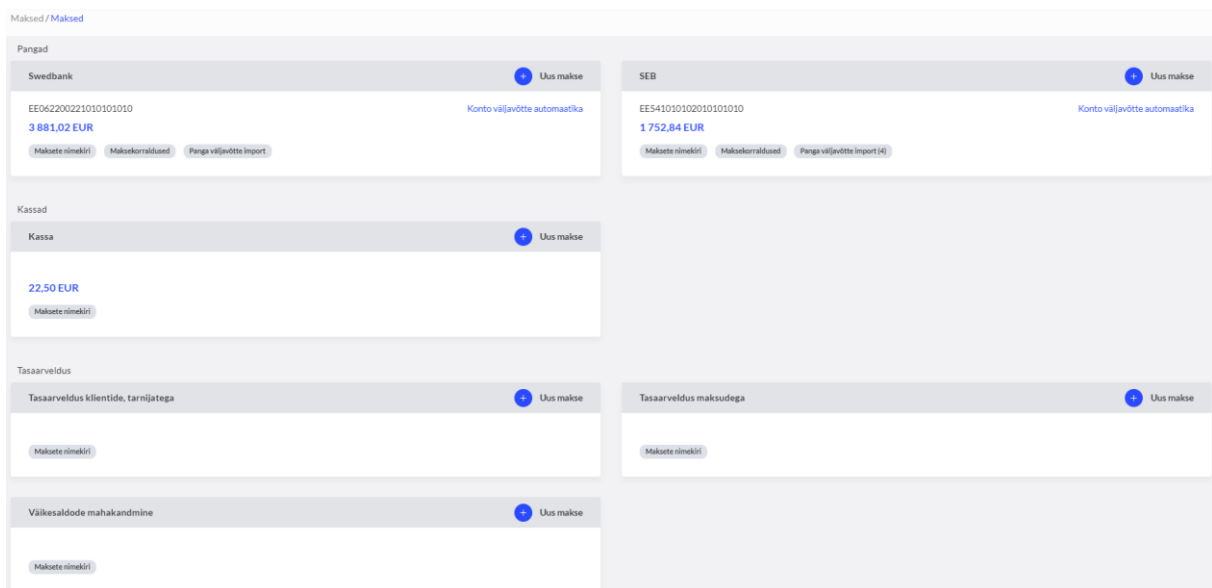 Maksed / Maksed
Pangad
Swedbank
+ Uus makse
EE062200221010101010
Konto väljavõtte automaatika
3 881,02 EUR
Maksete nimekiri
Maksekorraldused
Panga väljavõtte import
SEB
+ Uus makse
EE541010102010101010
Konto väljavõtte automaatika
1 752,84 EUR
Maksete nimekiri
Maksekorraldused
Panga väljavõtte import (4)
Kassad
Kassa
+ Uus makse
22,50 EUR
Maksete nimekiri
Tasaarveldus
Tasaarveldus klientide, tarnijatega
+ Uus makse
Maksete nimekiri
Tasaarveldus maksudega
+ Uus makse
Maksete nimekiri
Väikesaldode mahakandmine
+ Uus makse
Maksete nimekiri